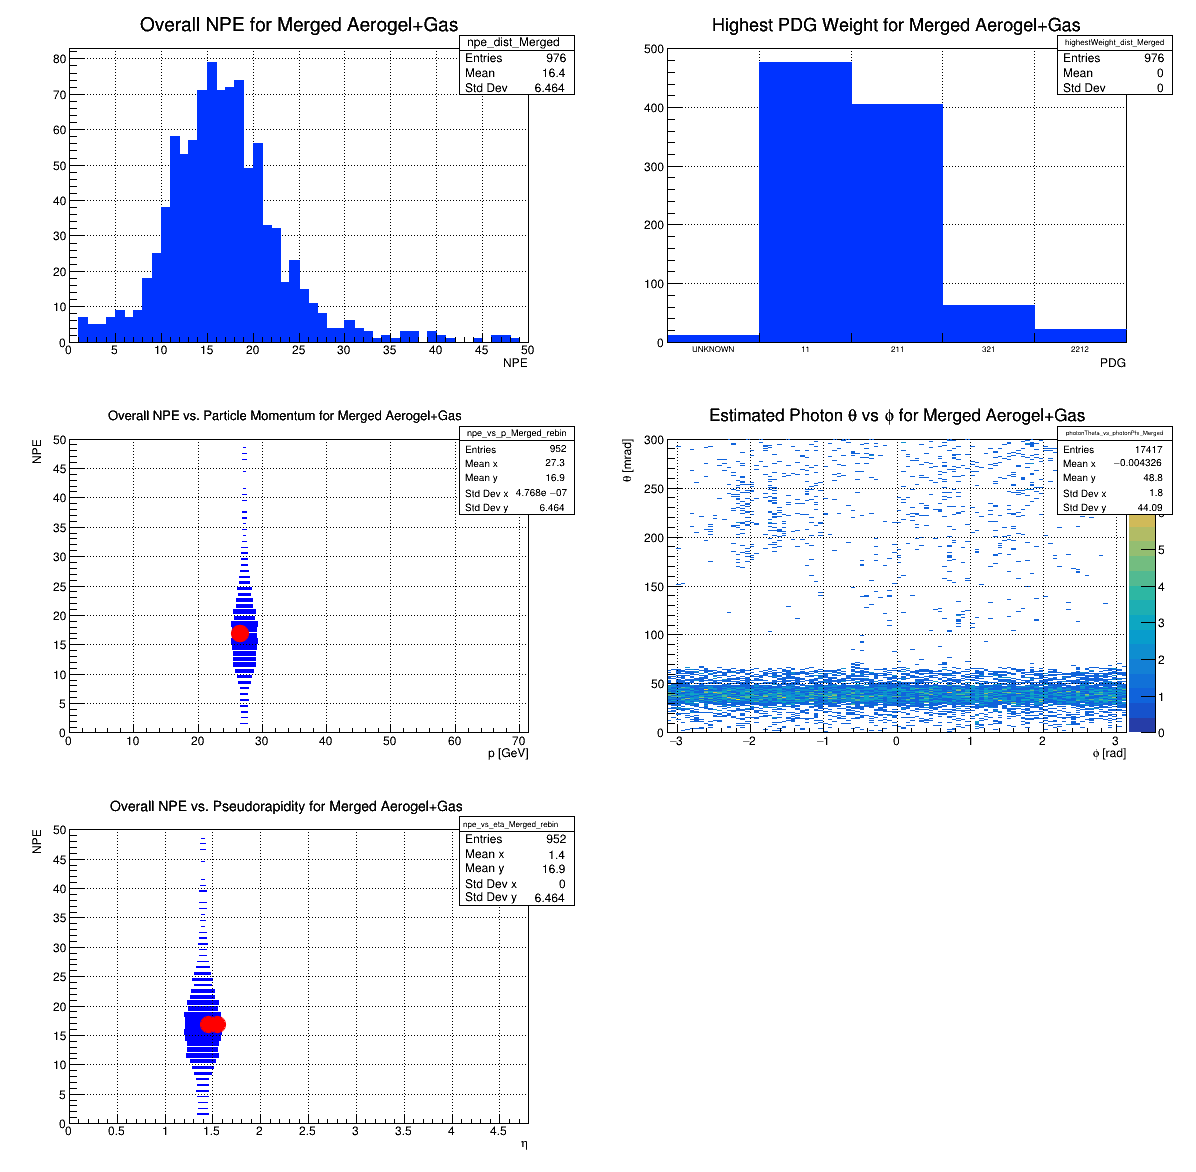 Overall NPE for Merged Aerogel+Gas
npe_dist_Merged
Entries 976
Mean 16.4
Std Dev 6.464
80
70
60
50
40
30
20
10
0
0 5 10 15 20 25 30 35 40 45 50
NPE
Highest PDG Weight for Merged Aerogel+Gas
highestWeight_dist_Merged
Entries 976
Mean 0
Std Dev 0
500
400
300
200
100
0
UNKNOWN 11 211 321 2212
PDG
Overall NPE vs. Particle Momentum for Merged Aerogel+Gas
npe_vs_p_Merged_rebin
Entries 952
Mean x 27.3
Mean y 16.9
Std Dev x 4.768e −07
Std Dev y 6.464
NPE
50
45
40
35
30
25
20
15
10
5
0
0 10 20 30 40 50 60 70
p [GeV]
Estimated Photon θ vs ϕ for Merged Aerogel+Gas
photonTheta_vs_photonPhi_Merged
Entries 17417
Mean x −0.004326
Mean y 48.8
Std Dev x 1.8
Std Dev y 44.09
θ [mrad]
300
250
200
150
100
50
0
−3 −2 −1 0 1 2 3
ϕ [rad]
5
4
3
2
1
0
Overall NPE vs. Pseudorapidity for Merged Aerogel+Gas
npe_vs_eta_Merged_rebin
Entries 952
Mean x 1.4
Mean y 16.9
Std Dev x 0
Std Dev y 6.464
NPE
50
45
40
35
30
25
20
15
10
5
0
0 0.5 1 1.5 2 2.5 3 3.5 4 4.5
η